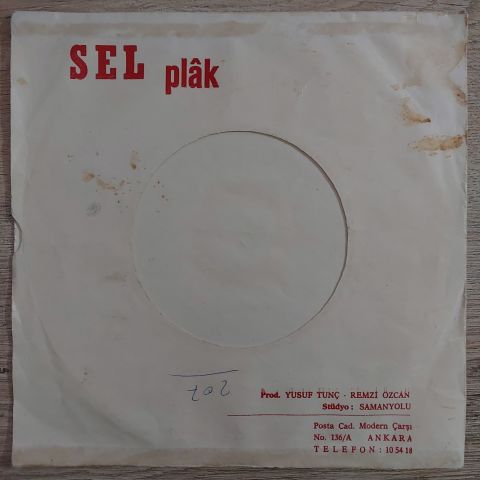 SEL plâk
207
Prod. YUSUF TUNÇ - REMZİ ÖZCAN
Stüdyo : SAMANYOLU
Posta Cad. Modern Çarşı
No. 136/A ANKARA
TELEFON : 10 54 18